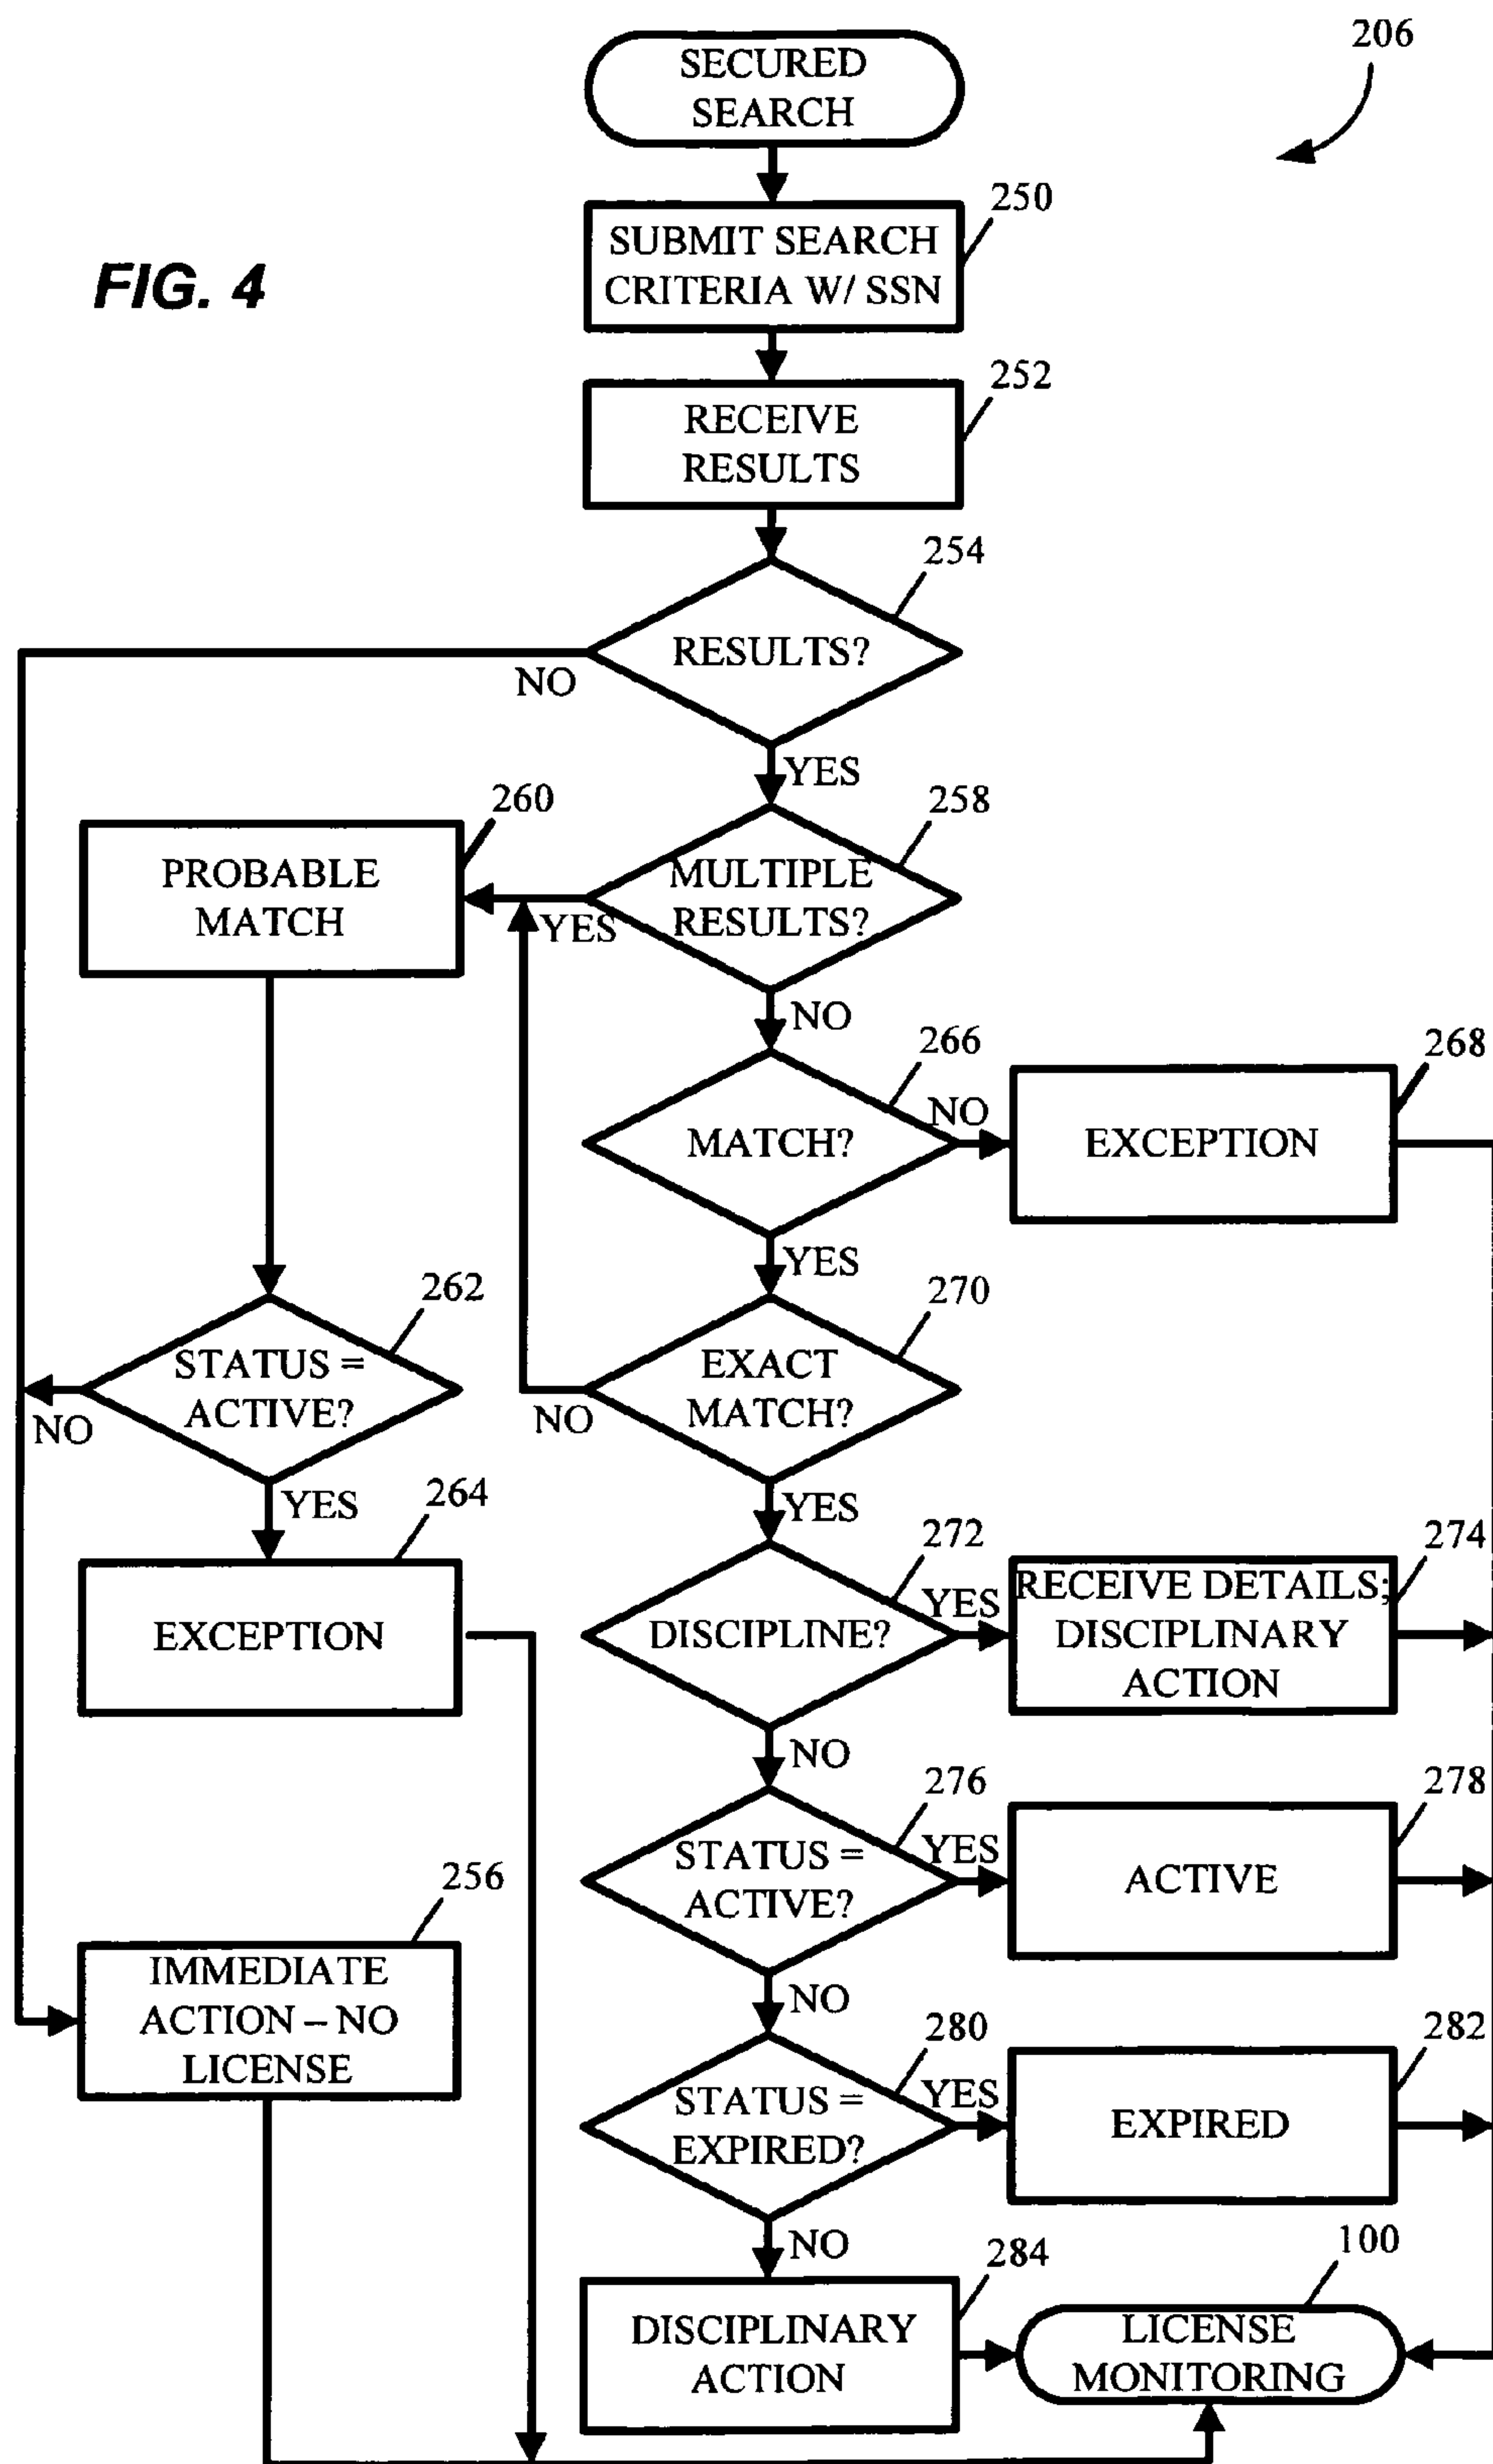 206
SECURED
SEARCH
FIG. 4
250
SUBMIT SEARCH
CRITERIA W/ SSN
252
RECEIVE
RESULTS
254
RESULTS?
NO
YES
260
PROBABLE
MATCH
258
MULTIPLE
RESULTS?
YES
NO
266
MATCH?
NO
268
EXCEPTION
YES
262
STATUS =
ACTIVE?
NO
YES
270
EXACT
MATCH?
NO
YES
264
EXCEPTION
272
DISCIPLINE?
YES
274
RECEIVE DETAILS;
DISCIPLINARY
ACTION
NO
276
STATUS =
ACTIVE?
YES
278
ACTIVE
256
IMMEDIATE
ACTION – NO
LICENSE
NO
280
STATUS =
EXPIRED?
YES
282
EXPIRED
NO
284
DISCIPLINARY
ACTION
100
LICENSE
MONITORING